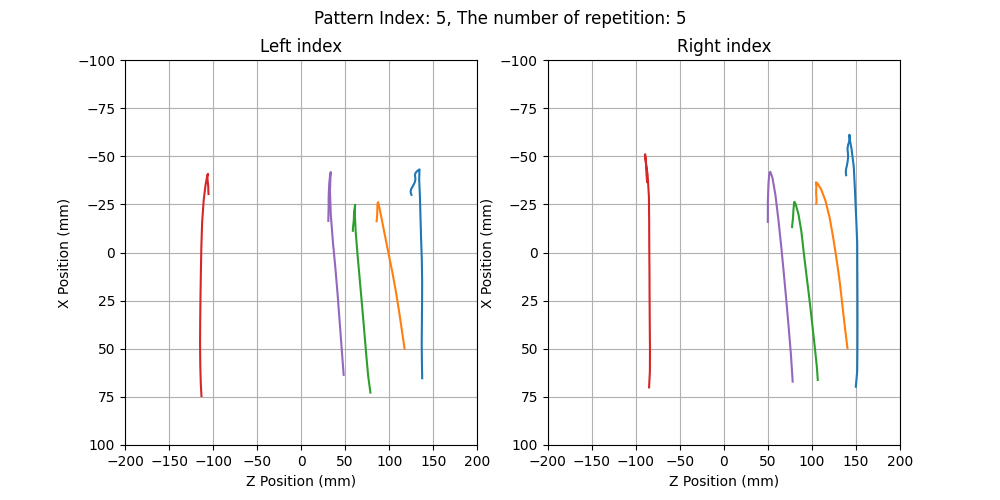 Pattern Index: 5, The number of repetition: 5
Left index
Right index
−100
−75
−50
−25
0
25
50
75
100
X Position (mm)
−200 −150 −100 −50 0 50 100 150 200
Z Position (mm)
−100
−75
−50
−25
0
25
50
75
100
X Position (mm)
−200 −150 −100 −50 0 50 100 150 200
Z Position (mm)